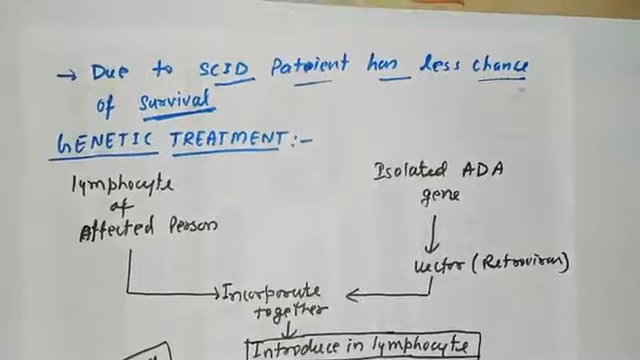 → Due to SCID Patient has less chance
of Survival
GENETIC TREATMENT:-
lymphocyte
of
Affected Person
Isolated ADA
gene
Vector (Retrovirus)
Incorporate
together
Introduce in lymphocyte